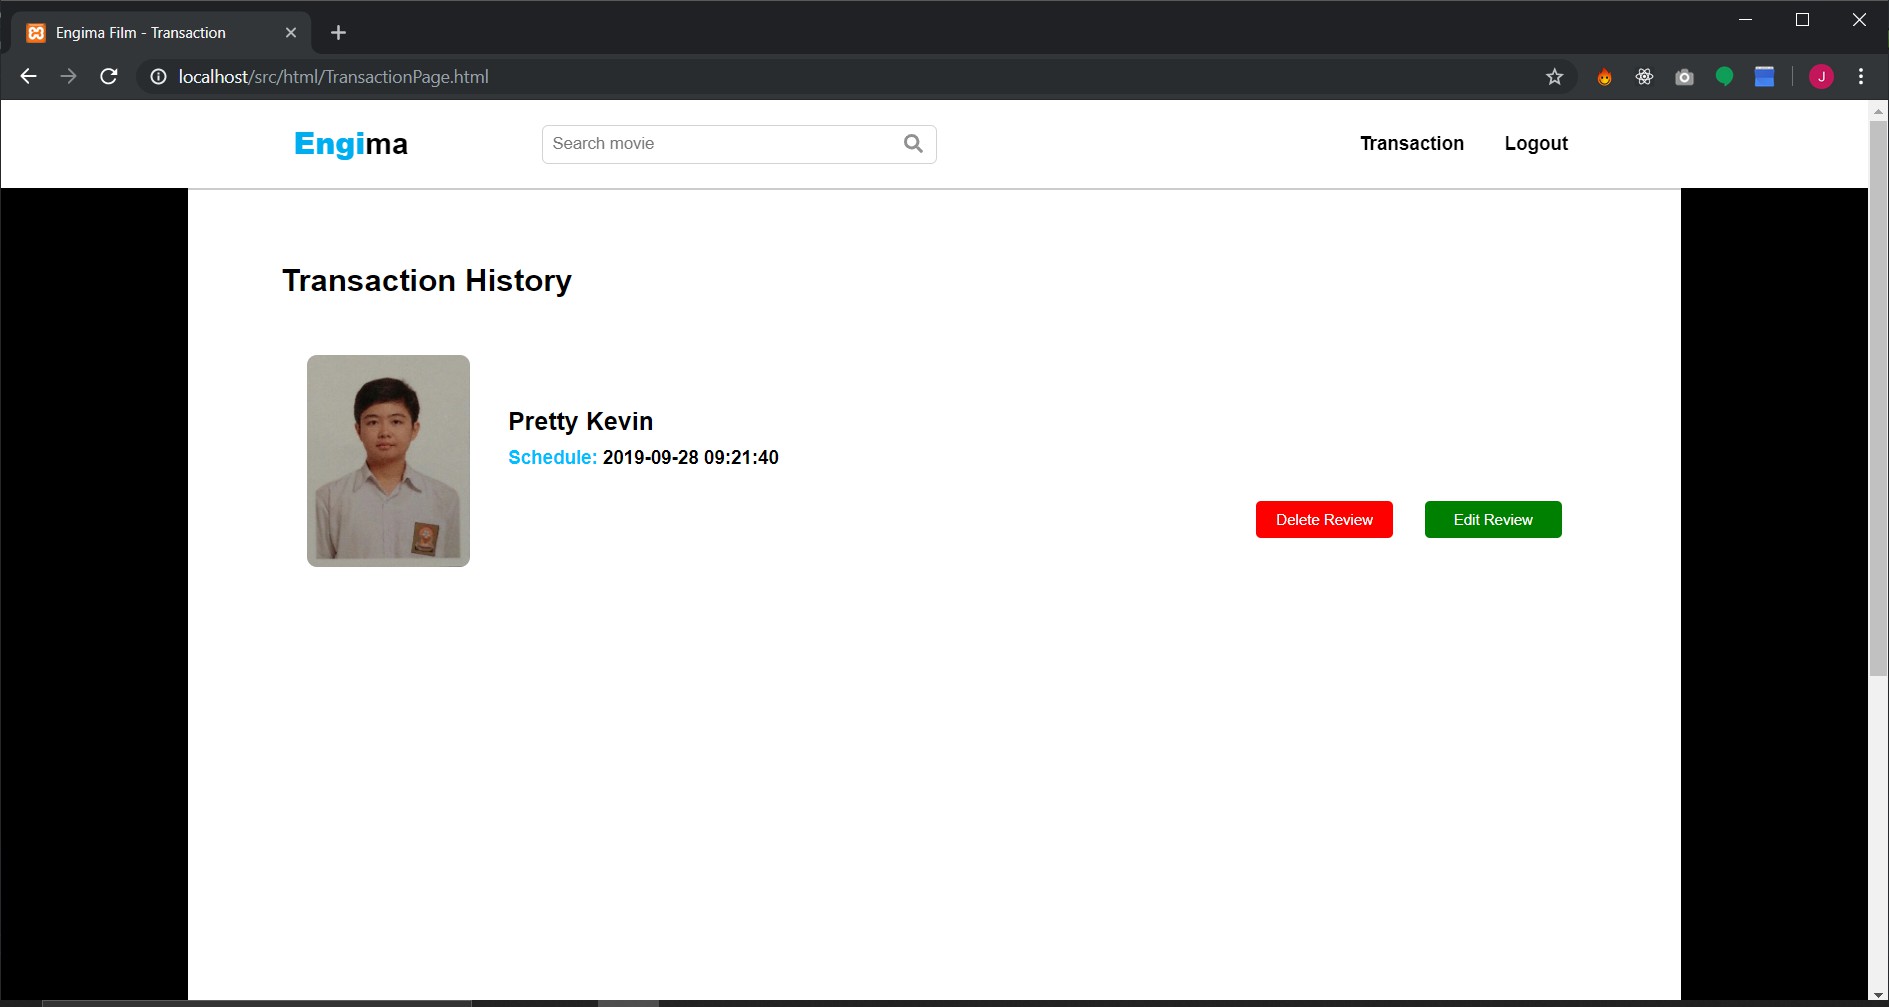 Engima Film - Transaction
localhost/src/html/TransactionPage.html
J
Engima
Search movie
Transaction
Logout
Transaction History
Pretty Kevin
Schedule: 2019-09-28 09:21:40
Delete Review
Edit Review